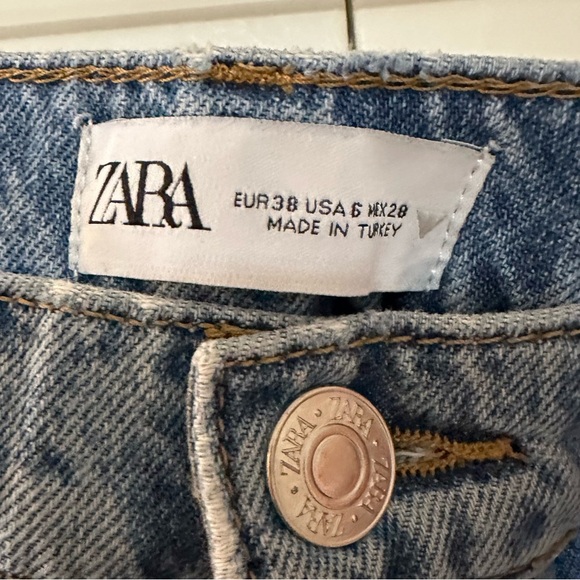 ZARA
EUR38 USA 6 MEX28
MADE IN TURKEY
ZARA · ZARA · ZARA · ZARA ·